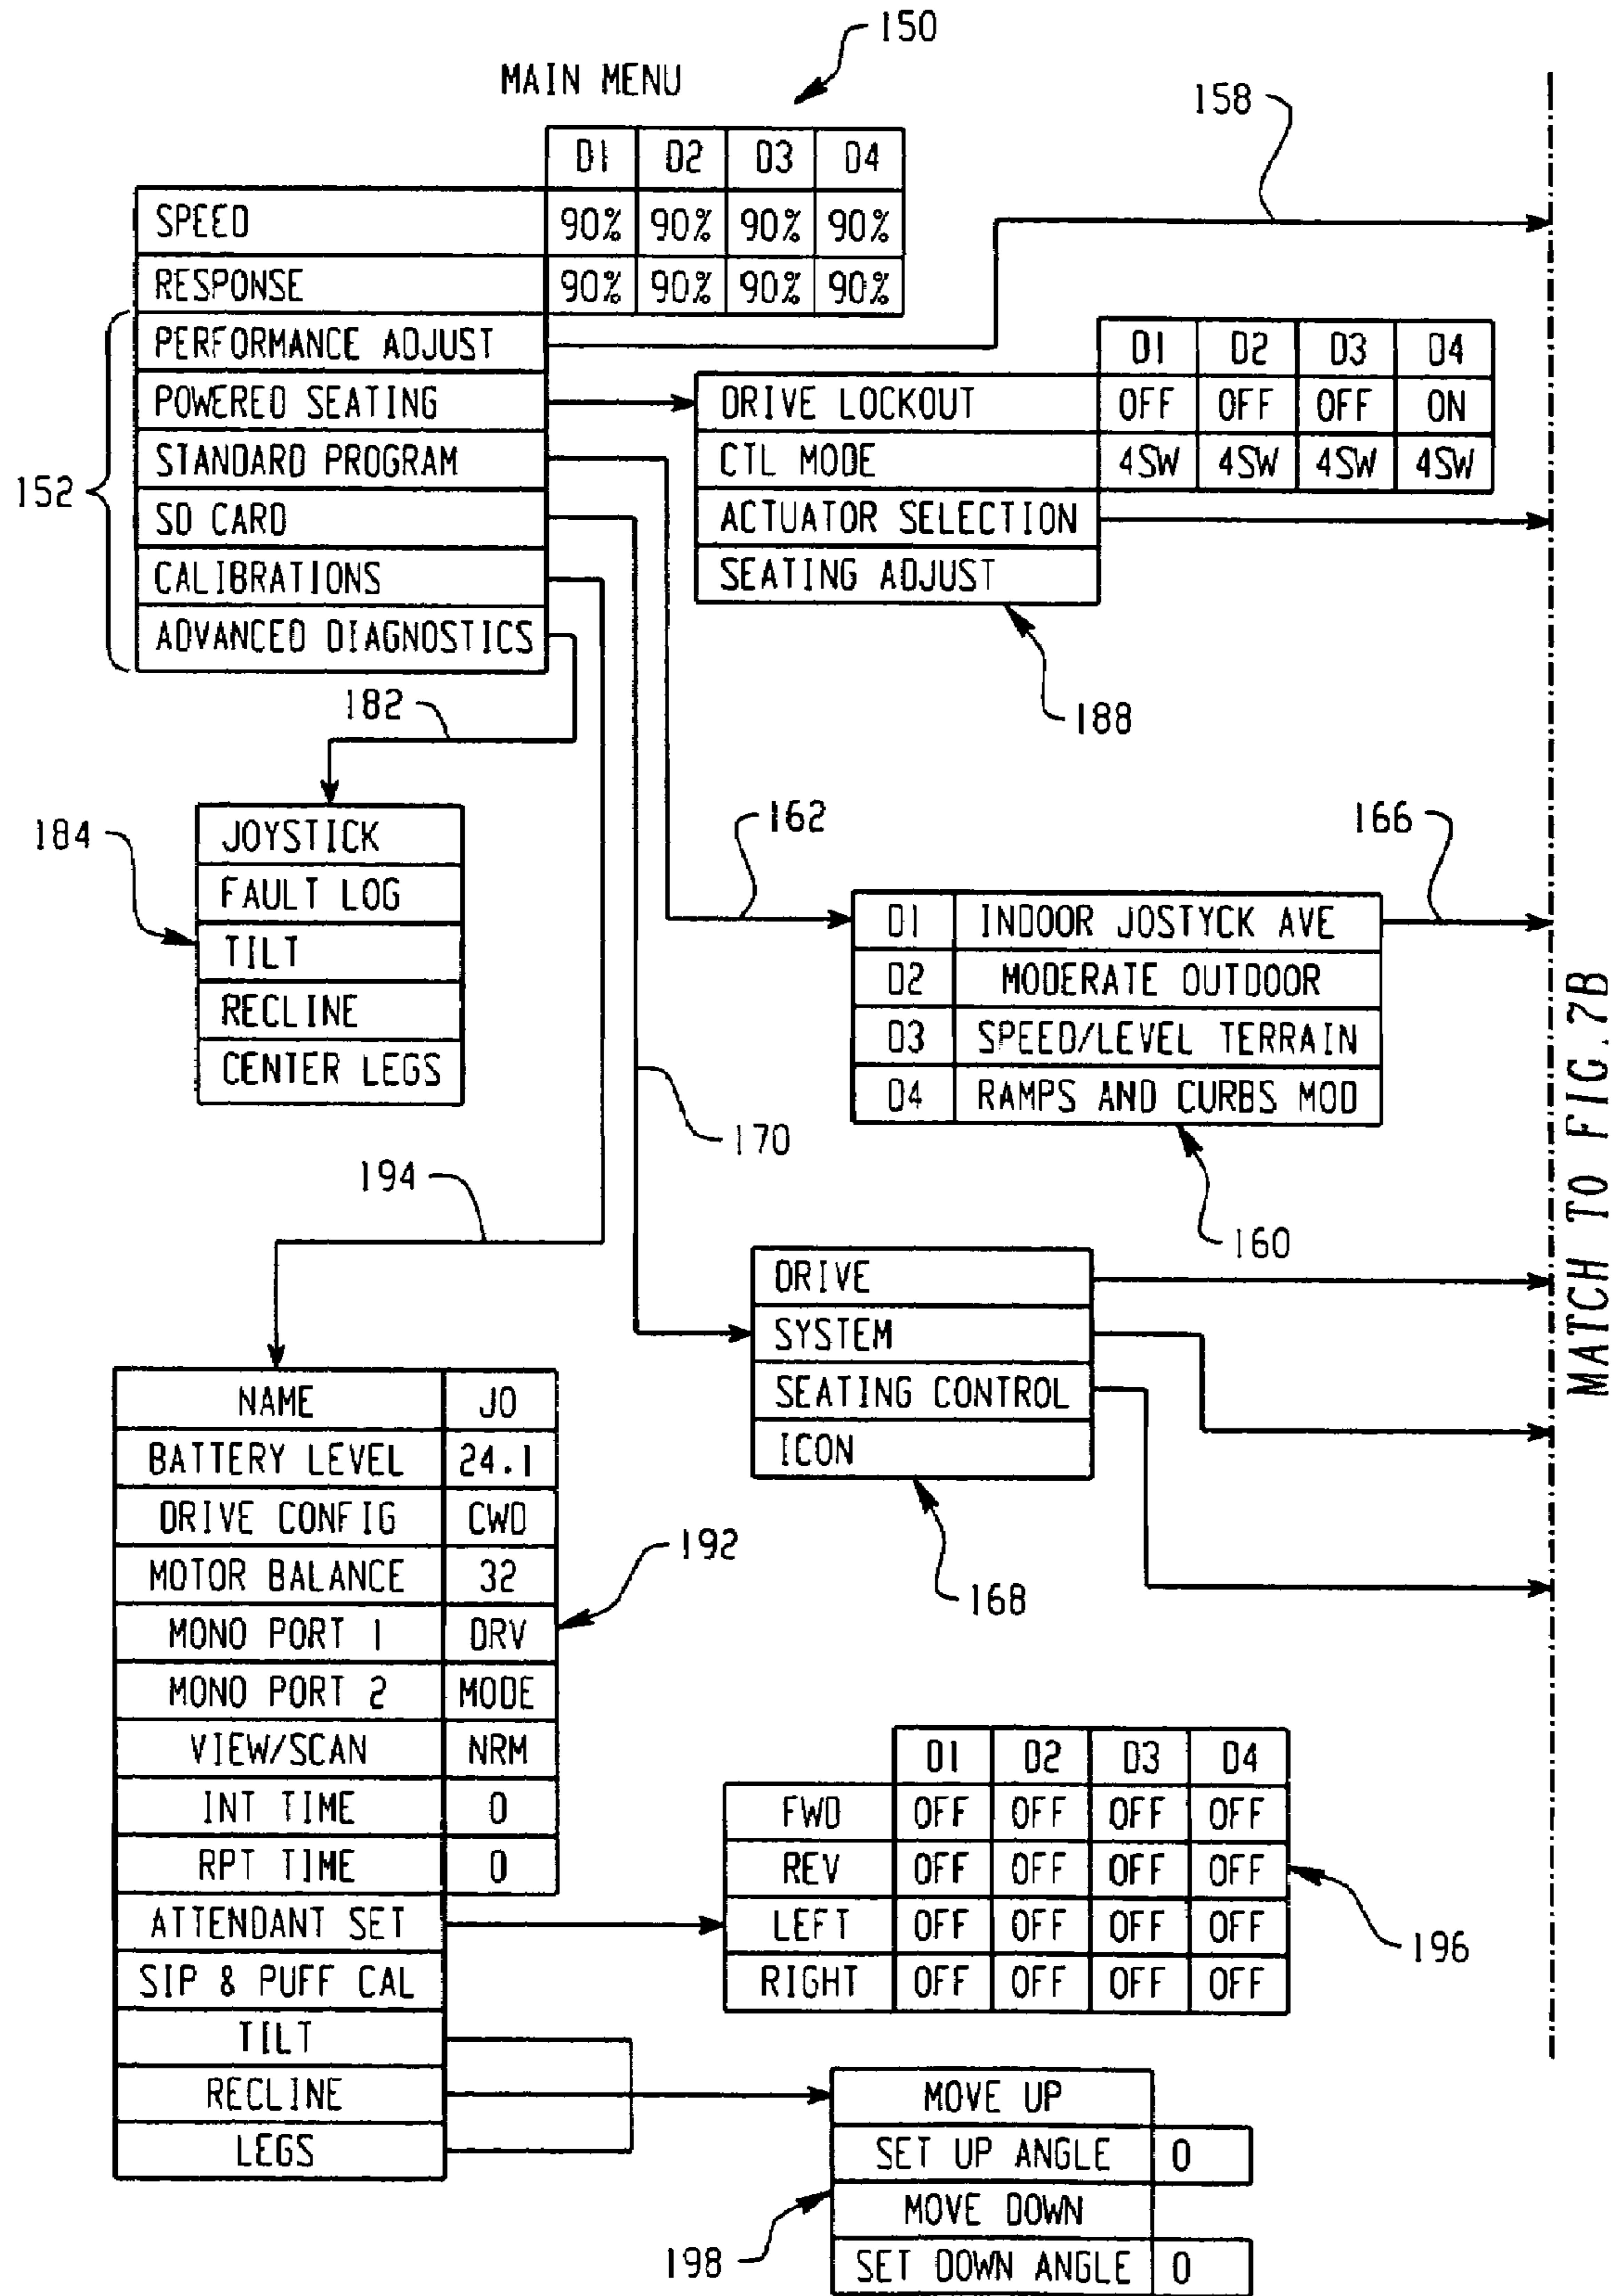 150
MAIN MENU
158
D1 D2 D3 D4
SPEED 90% 90% 90% 90%
RESPONSE 90% 90% 90% 90%
152
PERFORMANCE ADJUST
POWERED SEATING
STANDARD PROGRAM
SD CARD
CALIBRATIONS
ADVANCED DIAGNOSTICS
D1 D2 D3 D4
DRIVE LOCKOUT OFF OFF OFF ON
CTL MODE 4SW 4SW 4SW 4SW
ACTUATOR SELECTION
SEATING ADJUST
188
182
184
JOYSTICK
FAULT LOG
TILT
RECLINE
CENTER LEGS
162
166
D1 INDOOR JOSTYCK AVE
D2 MODERATE OUTDOOR
D3 SPEED/LEVEL TERRAIN
D4 RAMPS AND CURBS MOD
160
170
194
DRIVE
SYSTEM
SEATING CONTROL
ICON
168
MATCH TO FIG.7B
NAME JO
BATTERY LEVEL 24.1
DRIVE CONFIG CWD
MOTOR BALANCE 32
MONO PORT 1 DRV
MONO PORT 2 MODE
VIEW/SCAN NRM
INT TIME 0
RPT TIME 0
ATTENDANT SET
SIP & PUFF CAL
TILT
RECLINE
LEGS
192
D1 D2 D3 D4
FWD OFF OFF OFF OFF
REV OFF OFF OFF OFF
LEFT OFF OFF OFF OFF
RIGHT OFF OFF OFF OFF
196
MOVE UP
SET UP ANGLE 0
MOVE DOWN
SET DOWN ANGLE 0
198